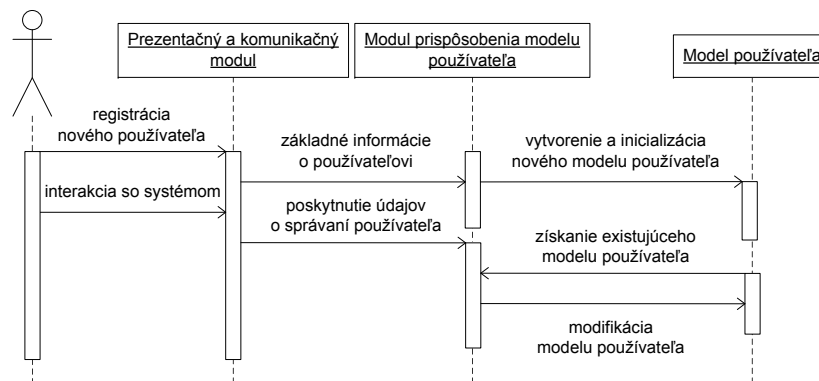 Prezentačný a komunikačný
modul
Modul prispôsobenia modelu
používateľa
Model používateľa
registrácia
nového používateľa
základné informácie
o používateľovi
vytvorenie a inicializácia
nového modelu používateľa
interakcia so systémom
poskytnutie údajov
o správaní používateľa
získanie existujúceho
modelu používateľa
modifikácia
modelu používateľa